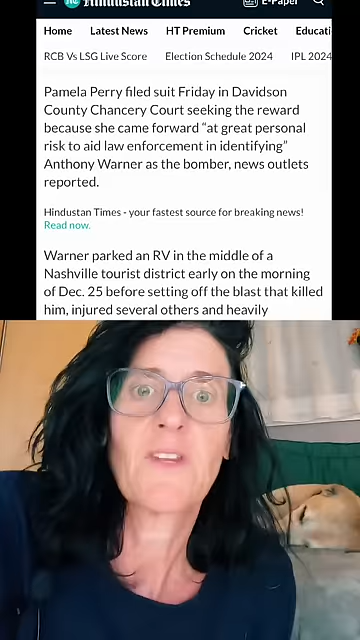 Hindustan Times
E-Paper
Home Latest News HT Premium Cricket Educati
RCB Vs LSG Live Score Election Schedule 2024 IPL 2024
Pamela Perry filed suit Friday in Davidson
County Chancery Court seeking the reward
because she came forward “at great personal
risk to aid law enforcement in identifying”
Anthony Warner as the bomber, news outlets
reported.
Hindustan Times - your fastest source for breaking news!
Read now.
Warner parked an RV in the middle of a
Nashville tourist district early on the morning
of Dec. 25 before setting off the blast that killed
him, injured several others and heavily